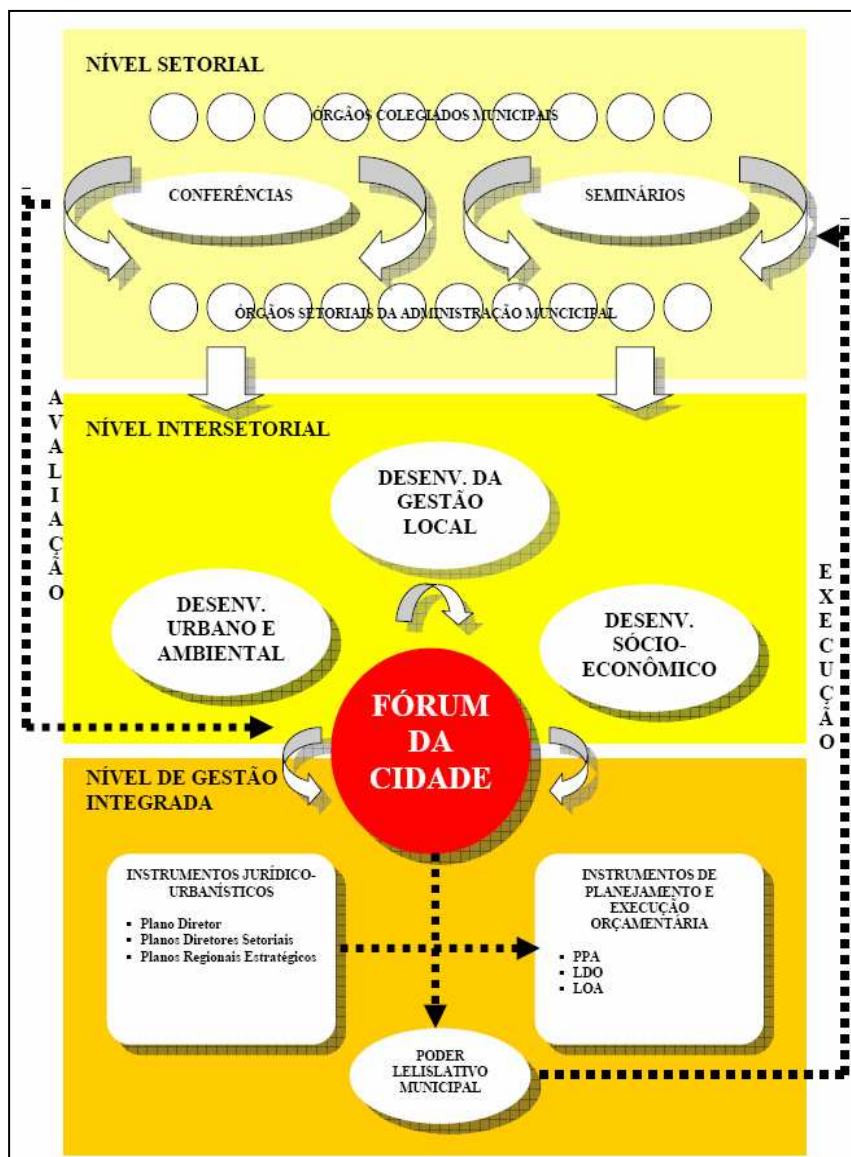 NÍVEL SETORIAL
ÓRGÃOS COLEGIADOS MUNICIPAIS
CONFERÊNCIAS
SEMINÁRIOS
ÓRGÃOS SETORIAIS DA ADMINISTRAÇÃO MUNCICIPAL
AVALIAÇÃO
NÍVEL INTERSETORIAL
DESENV. DA
GESTÃO
LOCAL
DESENV.
URBANO E
AMBIENTAL
DESENV.
SÓCIO-
ECONÔMICO
EXECUÇÃO
FÓRUM
DA
CIDADE
NÍVEL DE GESTÃO
INTEGRADA
INSTRUMENTOS JURÍDICO-
URBANÍSTICOS
▪ Plano Diretor
▪ Planos Diretores Setoriais
▪ Planos Regionais Estratégicos
INSTRUMENTOS DE
PLANEJAMENTO E
EXECUÇÃO
ORÇAMENTÁRIA
▪ PPA
▪ LDO
▪ LOA
PODER
LELISLATIVO
MUNICIPAL